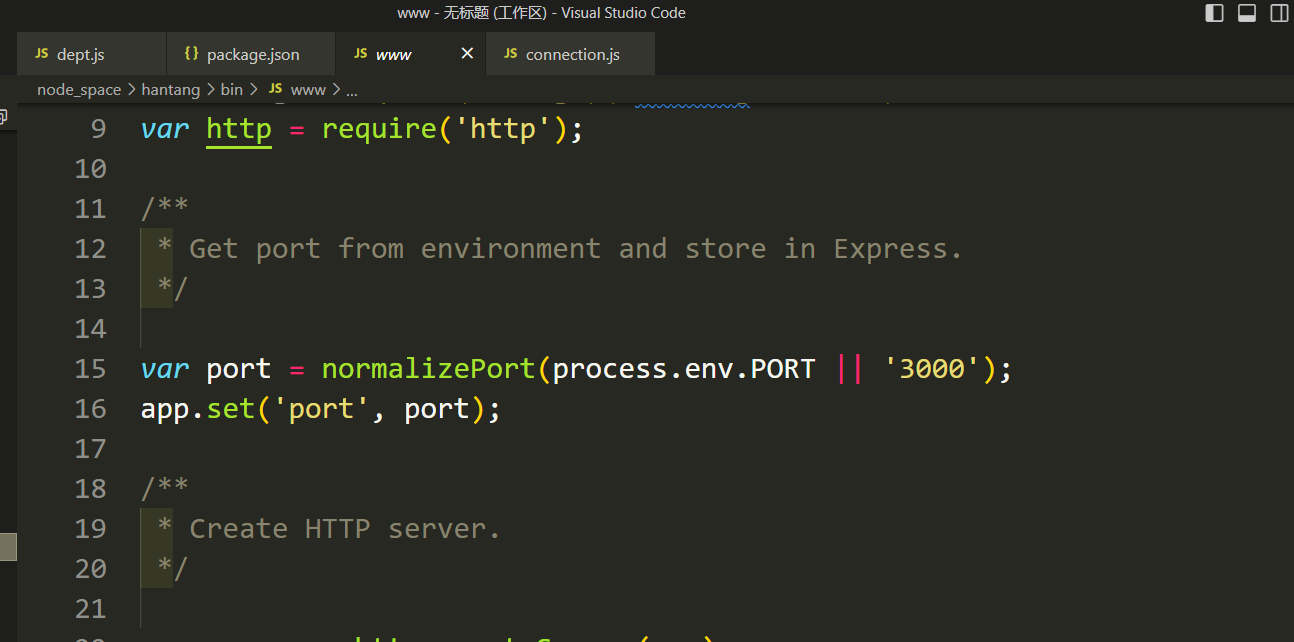 www - 无标题 (工作区) - Visual Studio Code
JS dept.js {} package.json JS www × JS connection.js
node_space > hantang > bin > JS www > ...
9 var http = require('http');
10
11 /**
12 * Get port from environment and store in Express.
13 */
14
15 var port = normalizePort(process.env.PORT || '3000');
16 app.set('port', port);
17
18 /**
19 * Create HTTP server.
20 */
21